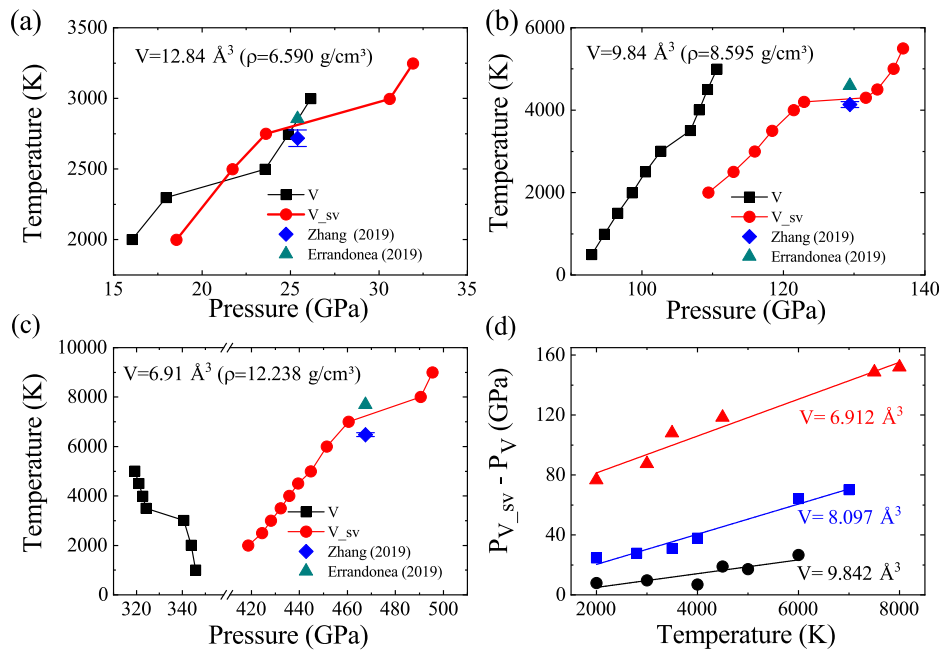 (a)
V=12.84 Å³ (ρ=6.590 g/cm³)
Temperature (K)
3000
2500
2000
V
V_sv
Zhang (2019)
Errandonea (2019)
15 20 25 30 35
Pressure (GPa)
(b)
V=9.84 Å³ (ρ=8.595 g/cm³)
Temperature (K)
6000
4000
2000
0
V
V_sv
Zhang (2019)
Errandonea (2019)
100 120 140
Pressure (GPa)
(c)
V=6.91 Å³ (ρ=12.238 g/cm³)
Temperature (K)
10000
8000
6000
4000
2000
0
V
V_sv
Zhang (2019)
Errandonea (2019)
320 340 420 440 460 480 500
Pressure (GPa)
(d)
P_V_sv - P_V (GPa)
160
120
80
40
0
V= 6.912 Å³
V= 8.097 Å³
V= 9.842 Å³
2000 4000 6000 8000
Temperature (K)